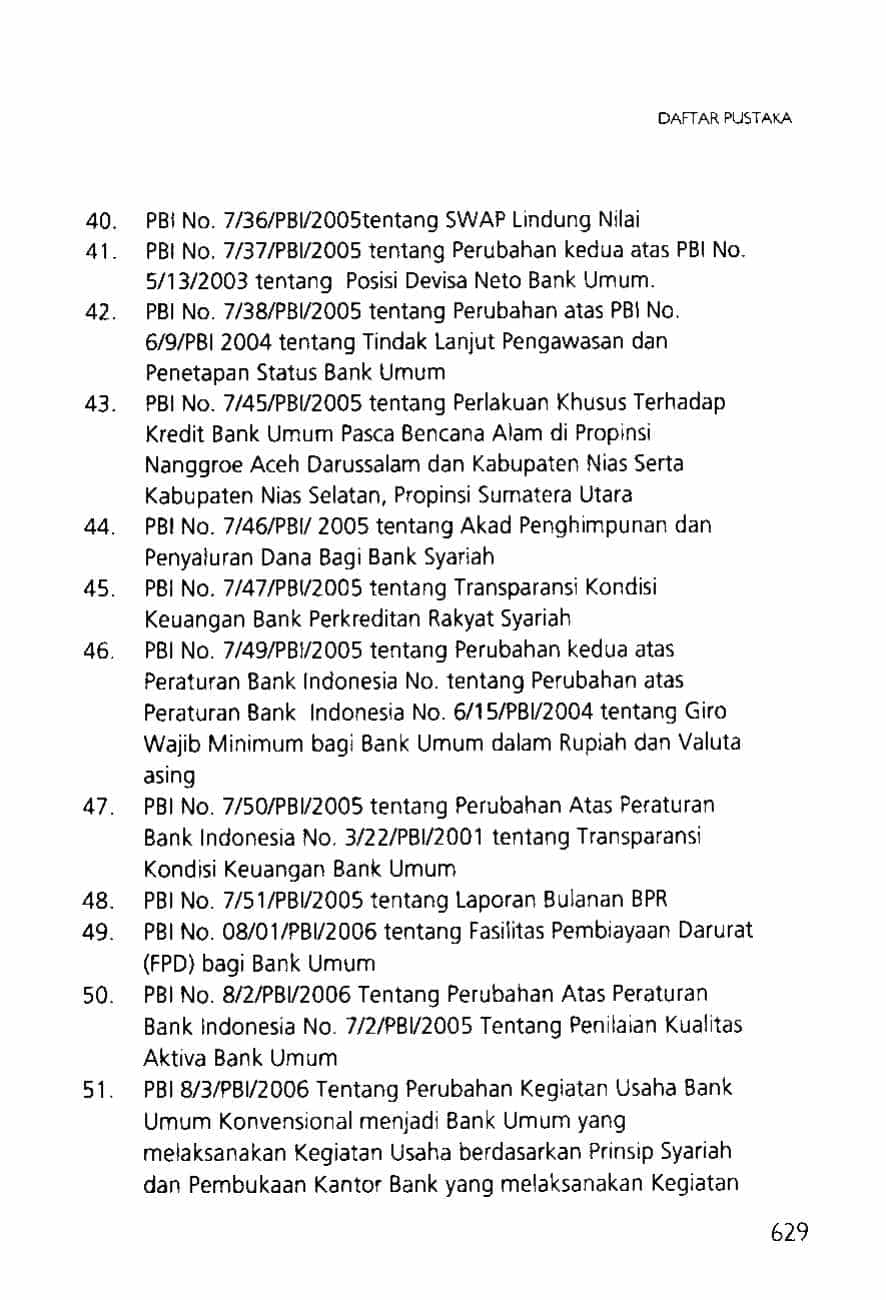 DAFTAR PUSTAKA
40. PBI No. 7/36/PBI/2005tentang SWAP Lindung Nilai
41. PBI No. 7/37/PBI/2005 tentang Perubahan kedua atas PBI No.
5/13/2003 tentang Posisi Devisa Neto Bank Umum.
42. PBI No. 7/38/PBI/2005 tentang Perubahan atas PBI No.
6/9/PBI 2004 tentang Tindak Lanjut Pengawasan dan
Penetapan Status Bank Umum
43. PBI No. 7/45/PBI/2005 tentang Perlakuan Khusus Terhadap
Kredit Bank Umum Pasca Bencana Alam di Propinsi
Nanggroe Aceh Darussalam dan Kabupaten Nias Serta
Kabupaten Nias Selatan, Propinsi Sumatera Utara
44. PBI No. 7/46/PBI/ 2005 tentang Akad Penghimpunan dan
Penyaluran Dana Bagi Bank Syariah
45. PBI No. 7/47/PBI/2005 tentang Transparansi Kondisi
Keuangan Bank Perkreditan Rakyat Syariah
46. PBI No. 7/49/PBI/2005 tentang Perubahan kedua atas
Peraturan Bank Indonesia No. tentang Perubahan atas
Peraturan Bank Indonesia No. 6/15/PBI/2004 tentang Giro
Wajib Minimum bagi Bank Umum dalam Rupiah dan Valuta
asing
47. PBI No. 7/50/PBI/2005 tentang Perubahan Atas Peraturan
Bank Indonesia No. 3/22/PBI/2001 tentang Transparansi
Kondisi Keuangan Bank Umum
48. PBI No. 7/51/PBI/2005 tentang Laporan Bulanan BPR
49. PBI No. 08/01/PBI/2006 tentang Fasilitas Pembiayaan Darurat
(FPD) bagi Bank Umum
50. PBI No. 8/2/PBI/2006 Tentang Perubahan Atas Peraturan
Bank Indonesia No. 7/2/PBI/2005 Tentang Penilaian Kualitas
Aktiva Bank Umum
51. PBI 8/3/PBI/2006 Tentang Perubahan Kegiatan Usaha Bank
Umum Konvensional menjadi Bank Umum yang
melaksanakan Kegiatan Usaha berdasarkan Prinsip Syariah
dan Pembukaan Kantor Bank yang melaksanakan Kegiatan
629